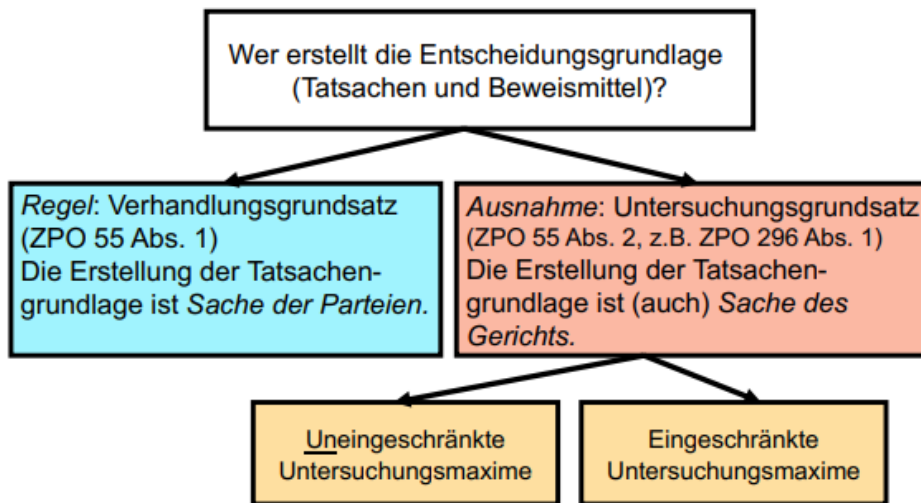 Wer erstellt die Entscheidungsgrundlage
(Tatsachen und Beweismittel)?
Regel: Verhandlungsgrundsatz
(ZPO 55 Abs. 1)
Die Erstellung der Tatsachen-
grundlage ist Sache der Parteien.
Ausnahme: Untersuchungsgrundsatz
(ZPO 55 Abs. 2, z.B. ZPO 296 Abs. 1)
Die Erstellung der Tatsachen-
grundlage ist (auch) Sache des
Gerichts.
Uneingeschränkte
Untersuchungsmaxime
Eingeschränkte
Untersuchungsmaxime